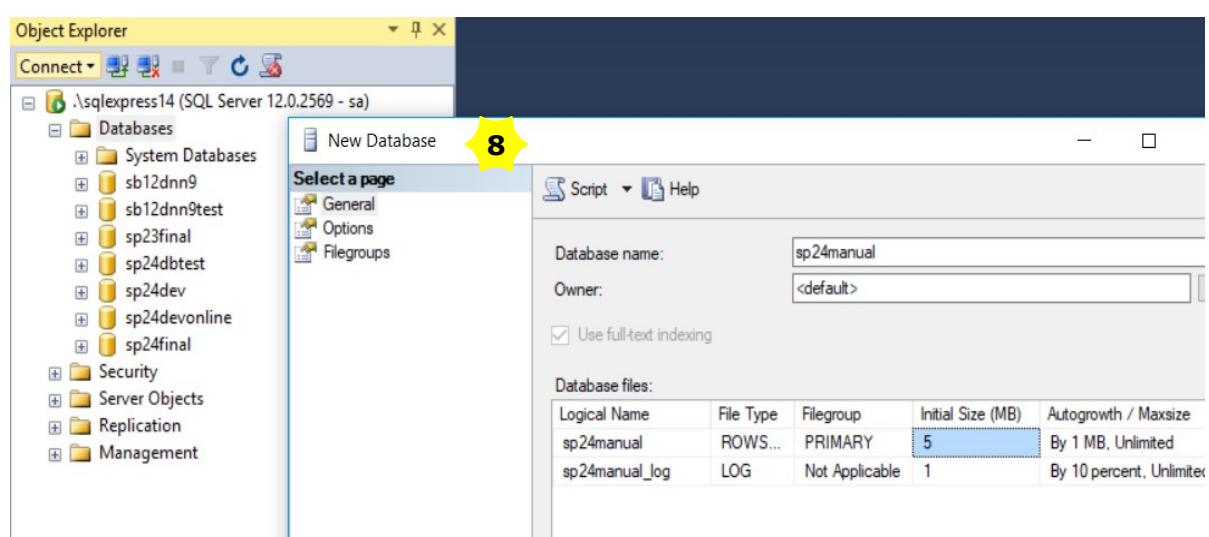 Object Explorer
Connect
.\sqlexpress14 (SQL Server 12.0.2569 - sa)
Databases
System Databases
sb12dnn9
sb12dnn9test
sp23final
sp24dbtest
sp24dev
sp24devonline
sp24final
Security
Server Objects
Replication
Management
New Database
8
Select a page
General
Options
Filegroups
Script Help
Database name: sp24manual
Owner: <default>
Use full-text indexing
Database files:
Logical Name File Type Filegroup Initial Size (MB) Autogrowth / Maxsize
sp24manual ROWS... PRIMARY 5 By 1 MB, Unlimited
sp24manual_log LOG Not Applicable 1 By 10 percent, Unlimited